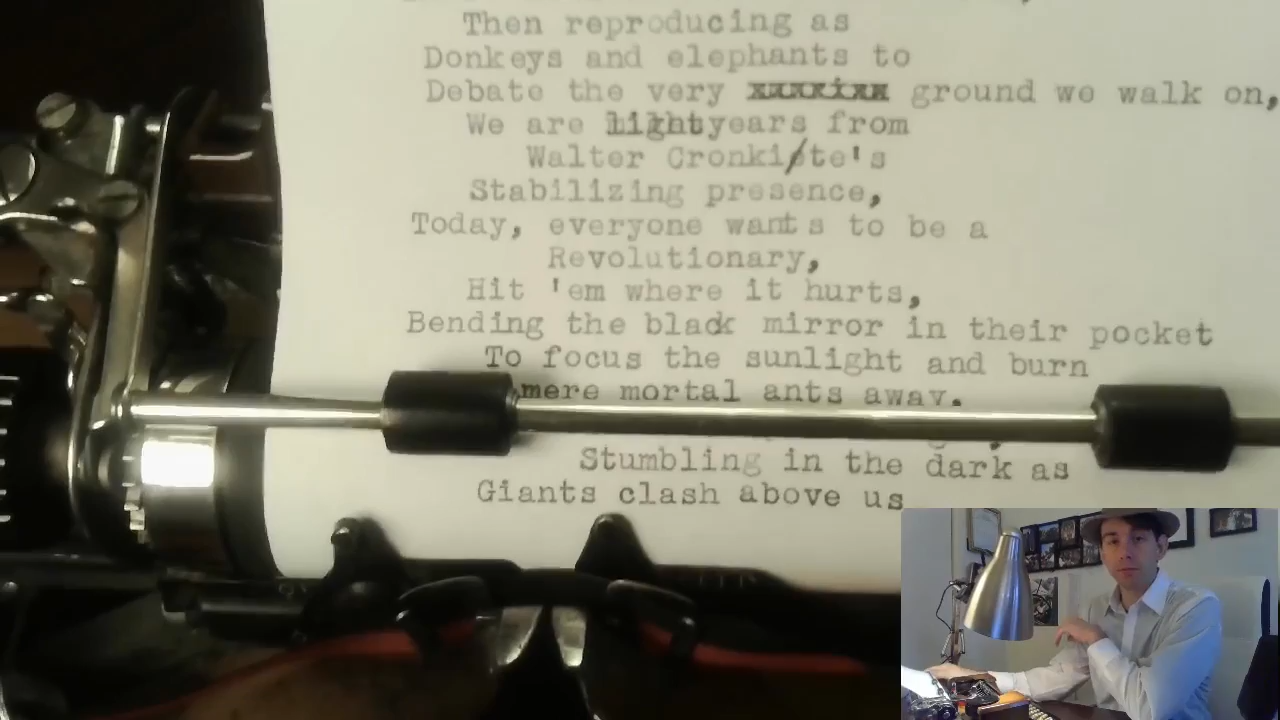 Then reproducing as
Donkeys and elephants to
Debate the very ground we walk on,
We are lightyears from
Walter Cronkite's
Stabilizing presence,
Today, everyone wants to be a
Revolutionary,
Hit 'em where it hurts,
Bending the black mirror in their pocket
To focus the sunlight and burn
mere mortal ants away.
Stumbling in the dark as
Giants clash above us